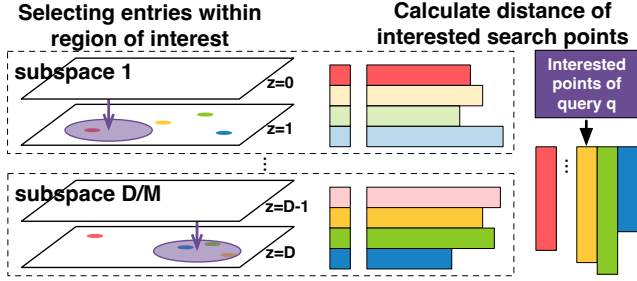 Selecting entries within
region of interest
Calculate distance of
interested search points
subspace 1
z=0
z=1
Interested
points of
query q
...
...
subspace D/M
z=D-1
z=D